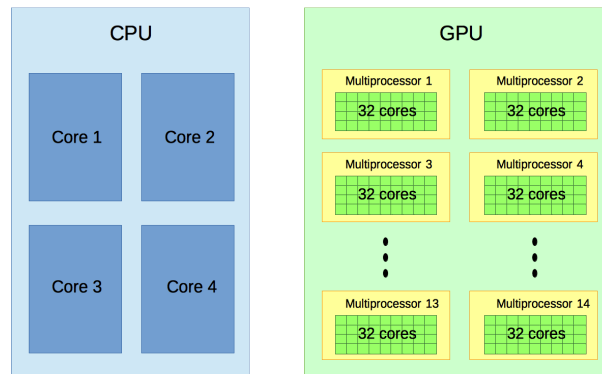 CPU
Core 1
Core 2
Core 3
Core 4
GPU
Multiprocessor 1
32 cores
Multiprocessor 2
32 cores
Multiprocessor 3
32 cores
Multiprocessor 4
32 cores
Multiprocessor 13
32 cores
Multiprocessor 14
32 cores